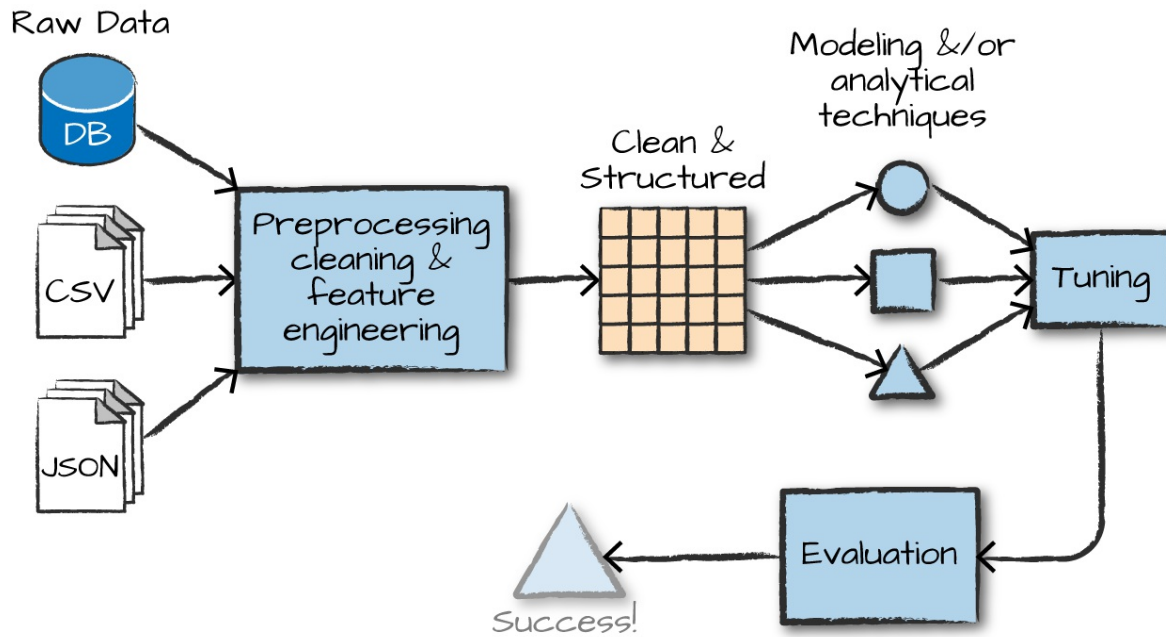 Raw Data
DB
CSV
JSON
Preprocessing
cleaning &
feature
engineering
Clean &
Structured
Modeling &/or
analytical
techniques
Tuning
Evaluation
Success!